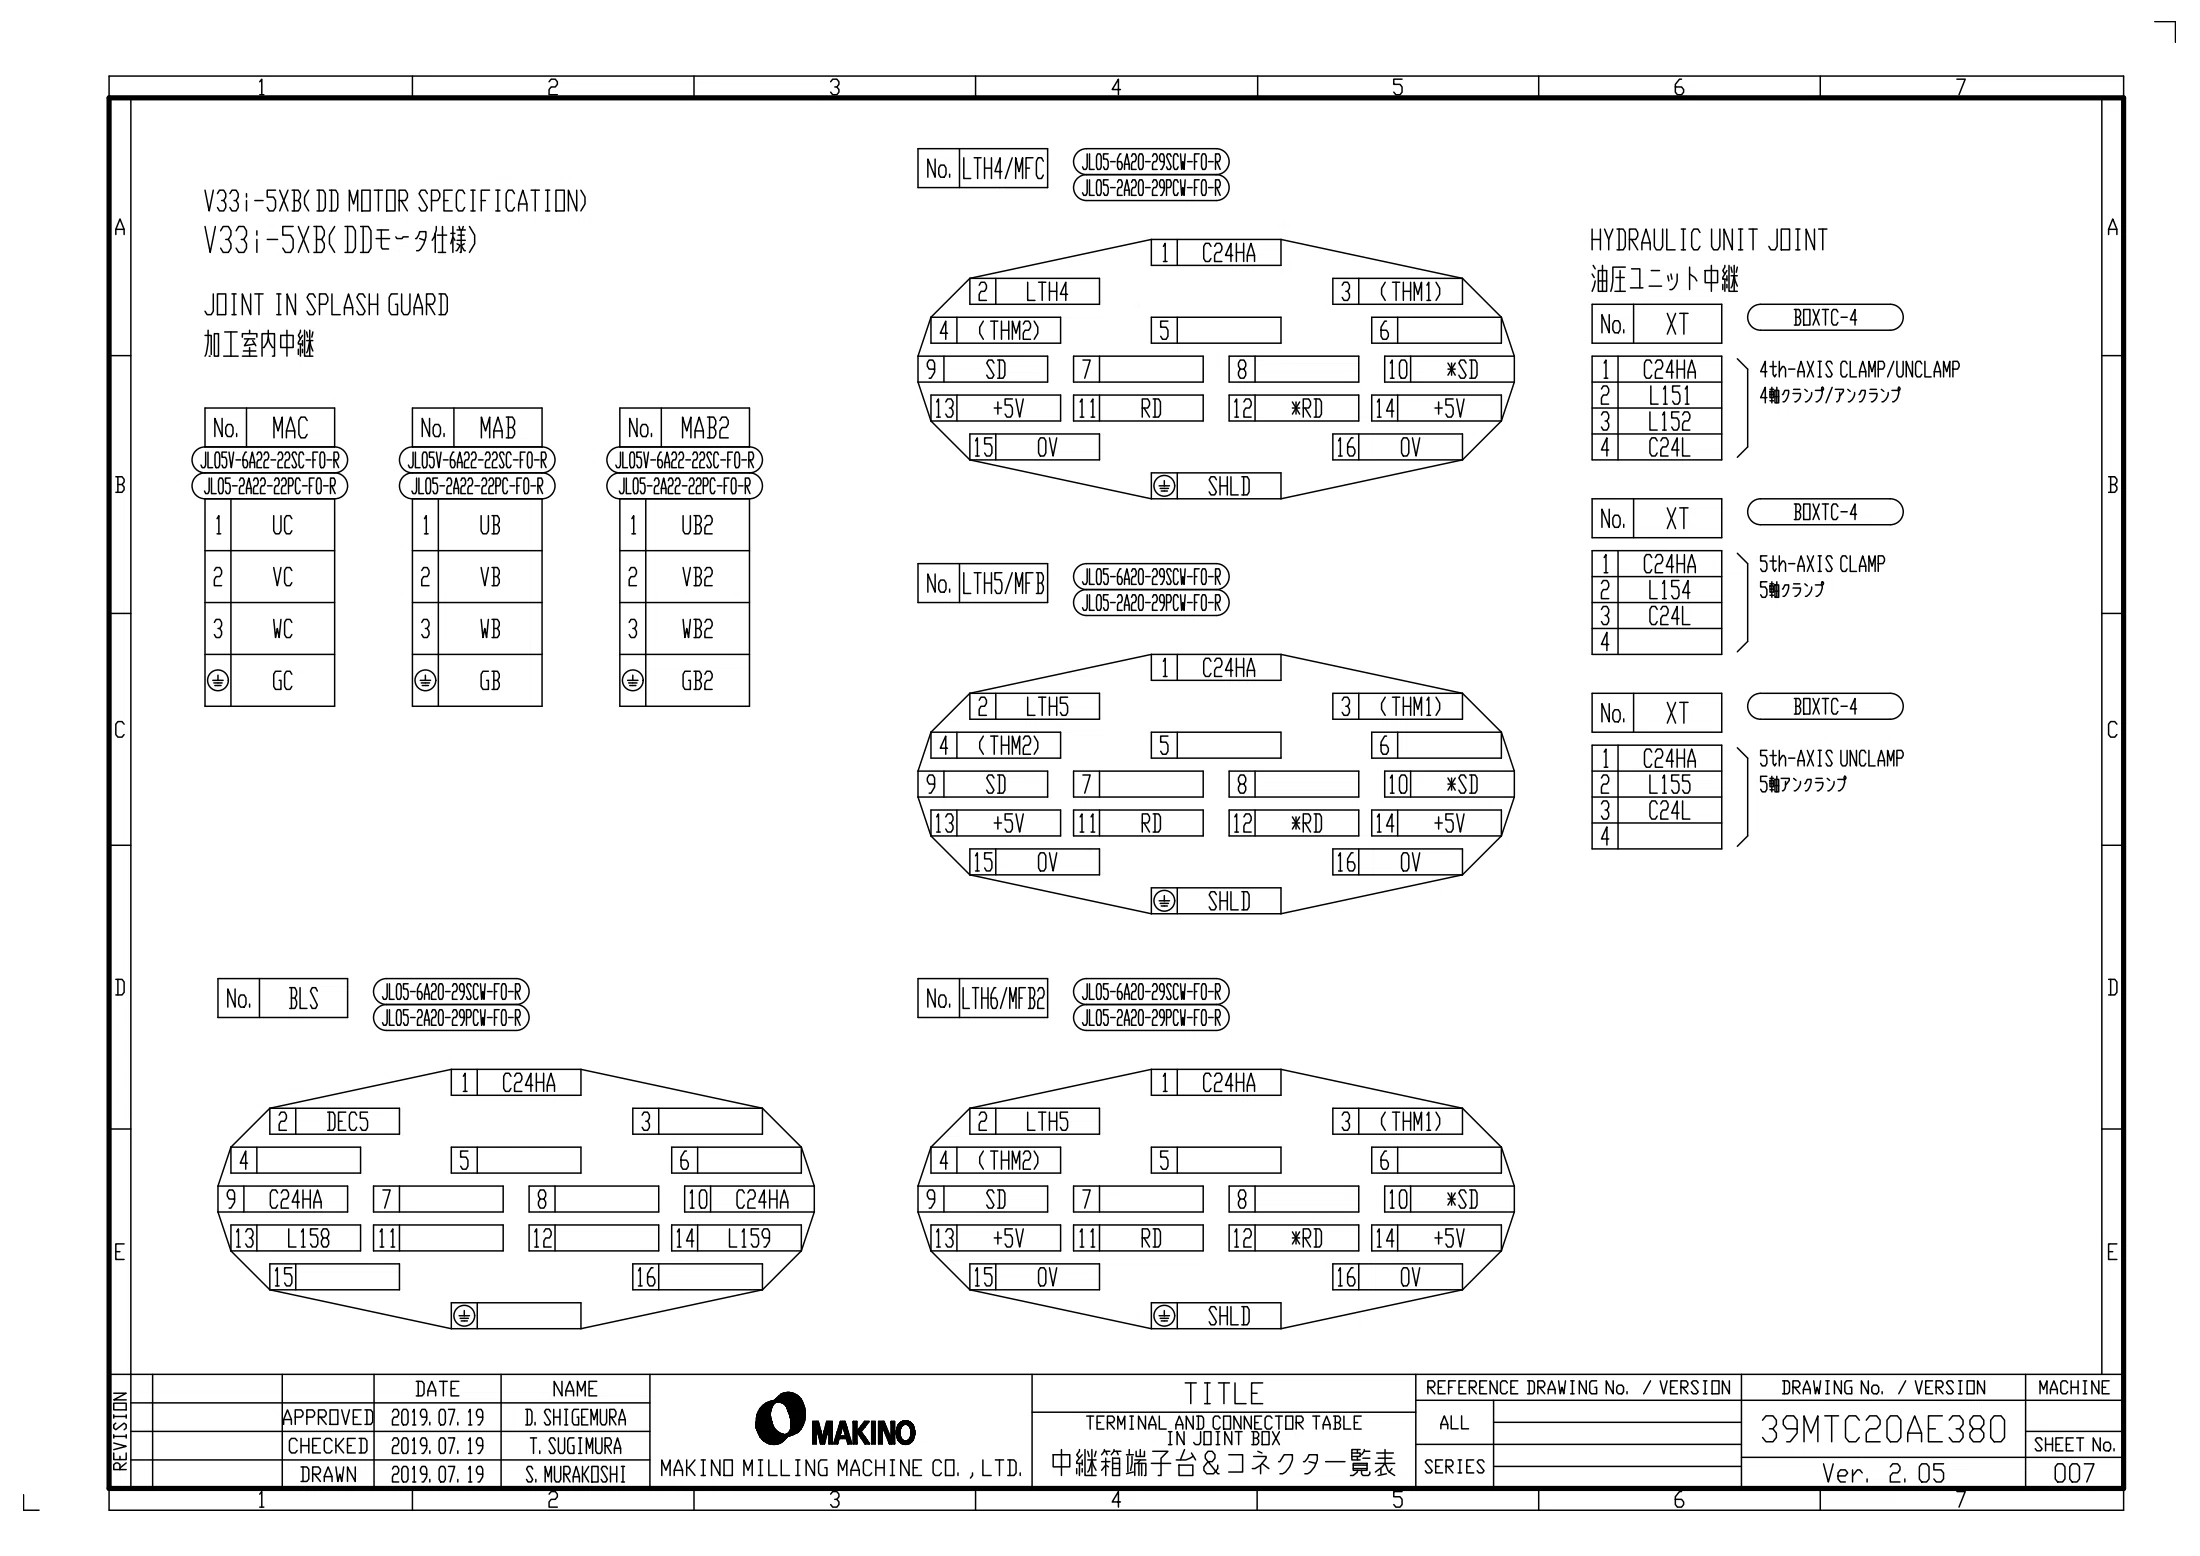 1 2 3 4 5 6 7
A
B
C
D
E
V33i-5XB(DD MOTOR SPECIFICATION)
V33i-5XB(DDモータ仕様)
JOINT IN SPLASH GUARD
加工室内中継
No. MAC
JL05V-6A22-22SC-F0-R
JL05-2A22-22PC-F0-R
1 UC
2 VC
3 WC
GC
No. MAB
JL05V-6A22-22SC-F0-R
JL05-2A22-22PC-F0-R
1 UB
2 VB
3 WB
GB
No. MAB2
JL05V-6A22-22SC-F0-R
JL05-2A22-22PC-F0-R
1 UB2
2 VB2
3 WB2
GB2
No. BLS
JL05-6A20-29SCW-F0-R
JL05-2A20-29PCW-F0-R
1 C24HA
2 DEC5 3
4 5 6
9 C24HA 7 8 10 C24HA
13 L158 11 12 14 L159
15 16
No. LTH4/MFC
JL05-6A20-29SCW-F0-R
JL05-2A20-29PCW-F0-R
1 C24HA
2 LTH4 3 (THM1)
4 (THM2) 5 6
9 SD 7 8 10 *SD
13 +5V 11 RD 12 *RD 14 +5V
15 0V 16 0V
SHLD
No. LTH5/MFB
JL05-6A20-29SCW-F0-R
JL05-2A20-29PCW-F0-R
1 C24HA
2 LTH5 3 (THM1)
4 (THM2) 5 6
9 SD 7 8 10 *SD
13 +5V 11 RD 12 *RD 14 +5V
15 0V 16 0V
SHLD
No. LTH6/MFB2
JL05-6A20-29SCW-F0-R
JL05-2A20-29PCW-F0-R
1 C24HA
2 LTH5 3 (THM1)
4 (THM2) 5 6
9 SD 7 8 10 *SD
13 +5V 11 RD 12 *RD 14 +5V
15 0V 16 0V
SHLD
HYDRAULIC UNIT JOINT
油圧ユニット中継
No. XT BOXTC-4
1 C24HA 4th-AXIS CLAMP/UNCLAMP
2 L151 4軸クランプ/アンクランプ
3 L152
4 C24L
No. XT BOXTC-4
1 C24HA 5th-AXIS CLAMP
2 L154 5軸クランプ
3 C24L
4
No. XT BOXTC-4
1 C24HA 5th-AXIS UNCLAMP
2 L155 5軸アンクランプ
3 C24L
4
A
B
C
D
E
REVISION
DATE NAME
APPROVED 2019.07.19 D. SHIGEMURA
CHECKED 2019.07.19 T. SUGIMURA
DRAWN 2019.07.19 S. MURAKOSHI
MAKINO
MAKINO MILLING MACHINE CO.,LTD.
TITLE
TERMINAL AND CONNECTOR TABLE
IN JOINT BOX
中継箱端子台&コネクタ一覧表
REFERENCE DRAWING No. / VERSION
ALL
SERIES
DRAWING No. / VERSION
39MTC20AE380
Ver. 2.05
MACHINE
SHEET No.
007
1 2 3 4 5 6 7